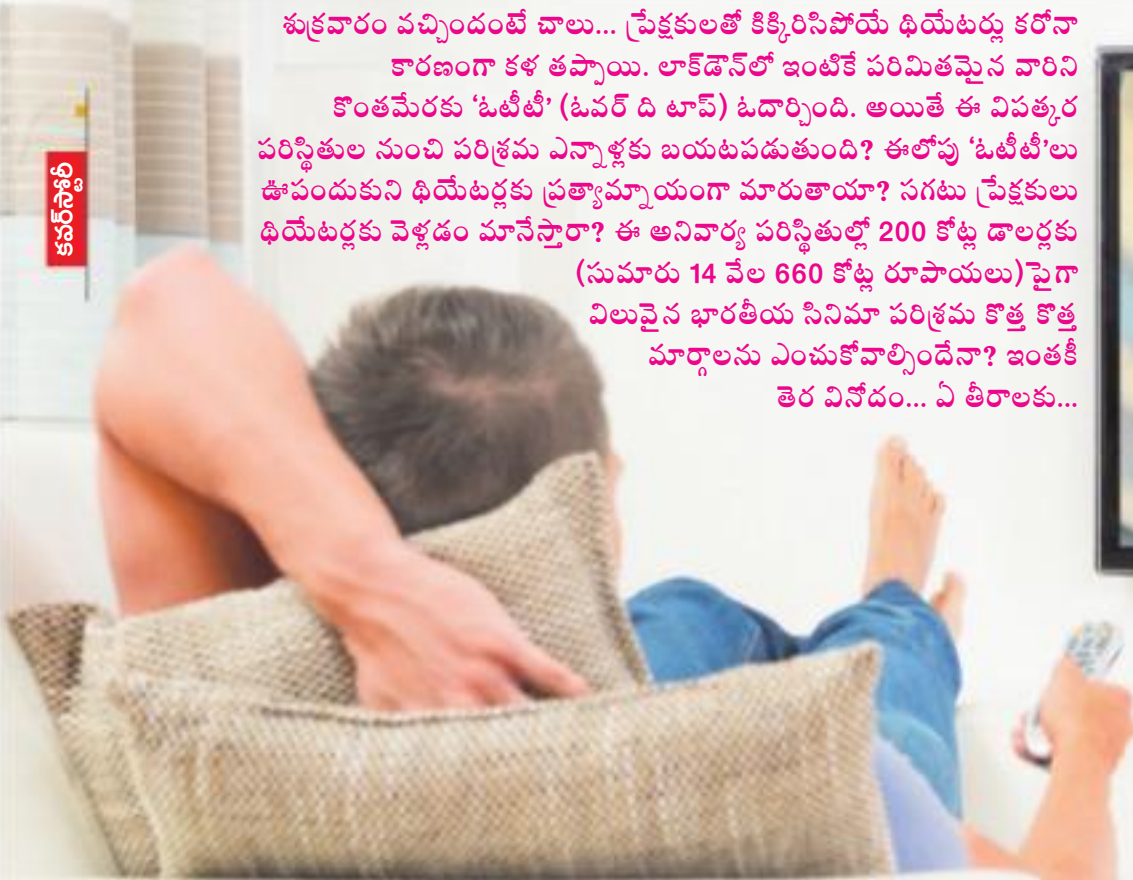 కవర్‌స్టోరీ
శుక్రవారం వచ్చిందంటే చాలు... ప్రేక్షకులతో కిక్కిరిసిపోయే థియేటర్లు కరోనా
కారణంగా కళ తప్పాయి. లాక్‌డౌన్‌లో ఇంటికే పరిమితమైన వారిని
కొంతమేరకు ‘ఓటీటీ’ (ఓవర్ ది టాప్) ఓదార్చింది. అయితే ఈ విపత్కర
పరిస్థితుల నుంచి పరిశ్రమ ఎన్నాళ్లకు బయటపడుతుంది? ఈలోపు ‘ఓటీటీ’లు
ఊపందుకుని థియేటర్లకు ప్రత్యామ్నాయంగా మారుతాయా? సగటు ప్రేక్షకులు
థియేటర్లకు వెళ్లడం మానేస్తారా? ఈ అనివార్య పరిస్థితుల్లో 200 కోట్ల డాలర్లకు
(సుమారు 14 వేల 660 కోట్ల రూపాయలు)పైగా
విలువైన భారతీయ సినిమా పరిశ్రమ కొత్త కొత్త
మార్గాలను ఎంచుకోవాల్సిందేనా? ఇంతకీ
తెర వినోదం... ఏ తీరాలకు...